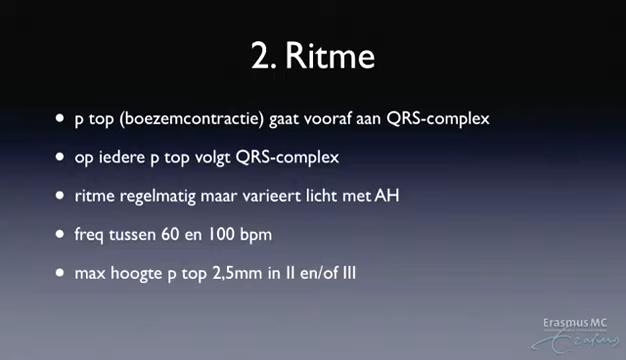 2. Ritme
• p top (boezemcontractie) gaat vooraf aan QRS-complex
• op iedere p top volgt QRS-complex
• ritme regelmatig maar varieert licht met AH
• freq tussen 60 en 100 bpm
• max hoogte p top 2,5mm in II en/of III
Erasmus MC
Erasmus